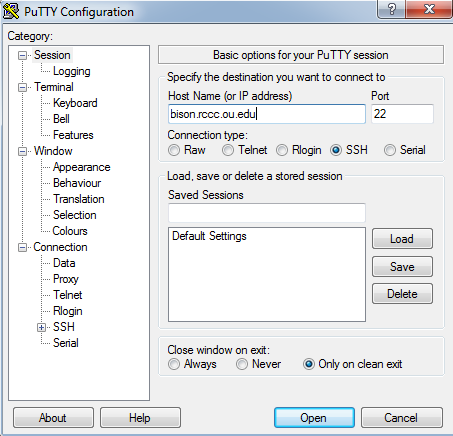 PuTTY Configuration
Category:
Session
Logging
Terminal
Keyboard
Bell
Features
Window
Appearance
Behaviour
Translation
Selection
Colours
Connection
Data
Proxy
Telnet
Rlogin
SSH
Serial
Basic options for your PuTTY session
Specify the destination you want to connect to
Host Name (or IP address) Port
bison.rccc.ou.edu 22
Connection type:
Raw Telnet Rlogin SSH Serial
Load, save or delete a stored session
Saved Sessions
Default Settings
Load
Save
Delete
Close window on exit:
Always Never Only on clean exit
About Help Open Cancel